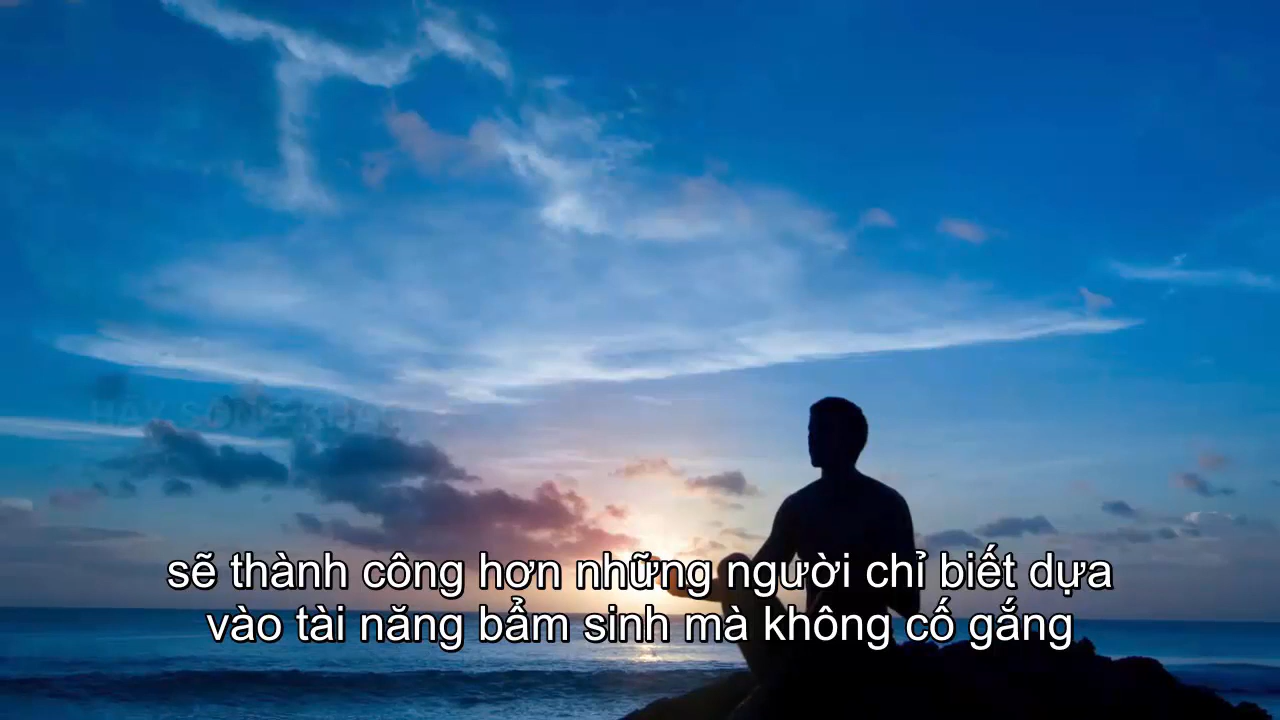 sẽ thành công hơn những người chỉ biết dựa
vào tài năng bẩm sinh mà không cố gắng